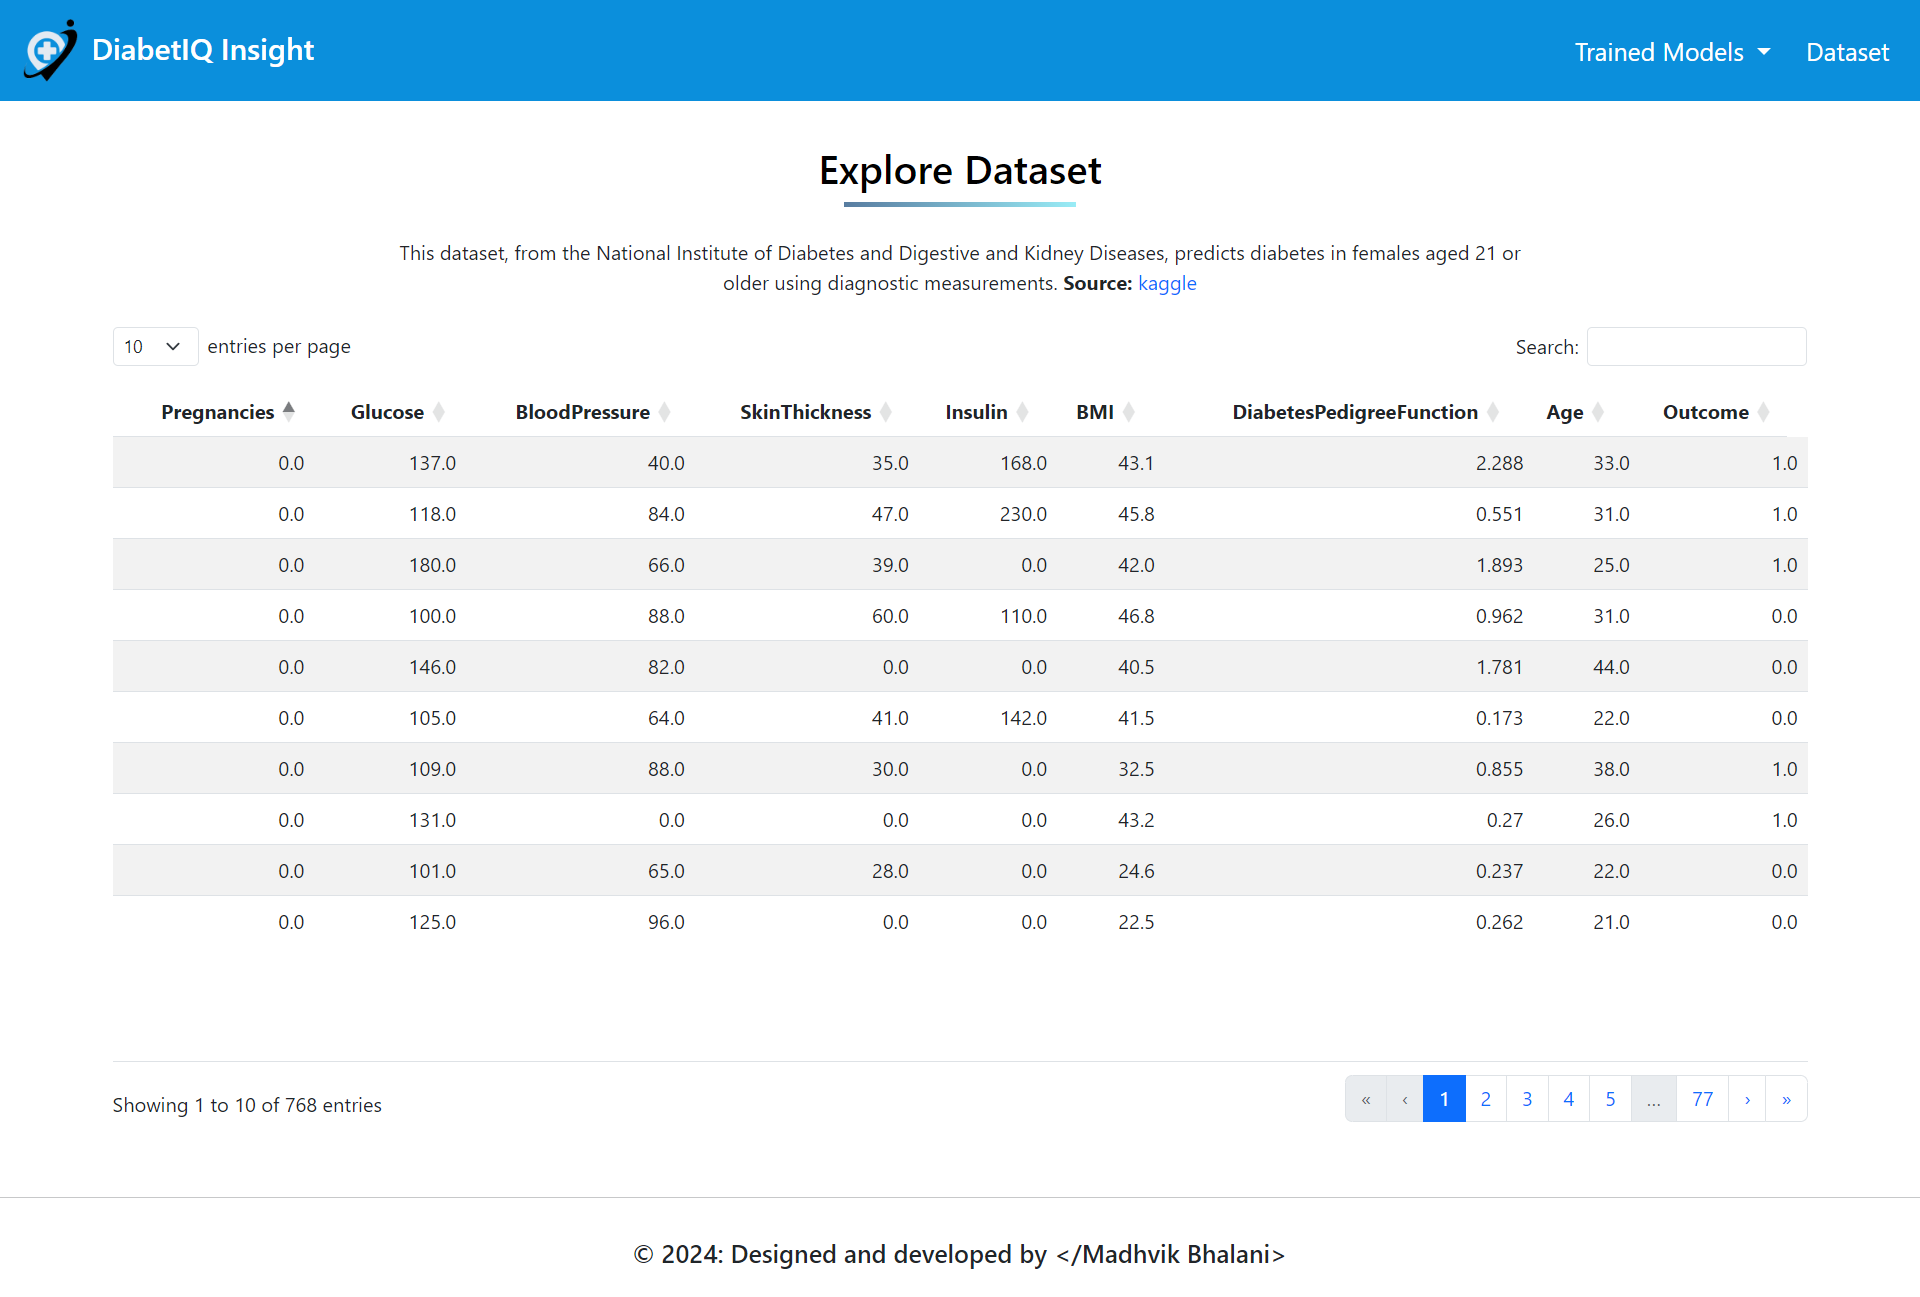 DiabetIQ Insight
Trained Models Dataset
Explore Dataset
This dataset, from the National Institute of Diabetes and Digestive and Kidney Diseases, predicts diabetes in females aged 21 or
older using diagnostic measurements. Source: kaggle
10 entries per page Search:
Pregnancies Glucose BloodPressure SkinThickness Insulin BMI DiabetesPedigreeFunction Age Outcome
0.0 137.0 40.0 35.0 168.0 43.1 2.288 33.0 1.0
0.0 118.0 84.0 47.0 230.0 45.8 0.551 31.0 1.0
0.0 180.0 66.0 39.0 0.0 42.0 1.893 25.0 1.0
0.0 100.0 88.0 60.0 110.0 46.8 0.962 31.0 0.0
0.0 146.0 82.0 0.0 0.0 40.5 1.781 44.0 0.0
0.0 105.0 64.0 41.0 142.0 41.5 0.173 22.0 0.0
0.0 109.0 88.0 30.0 0.0 32.5 0.855 38.0 1.0
0.0 131.0 0.0 0.0 0.0 43.2 0.27 26.0 1.0
0.0 101.0 65.0 28.0 0.0 24.6 0.237 22.0 0.0
0.0 125.0 96.0 0.0 0.0 22.5 0.262 21.0 0.0
Showing 1 to 10 of 768 entries « ‹ 1 2 3 4 5 … 77 › »
© 2024: Designed and developed by </Madhvik Bhalani>